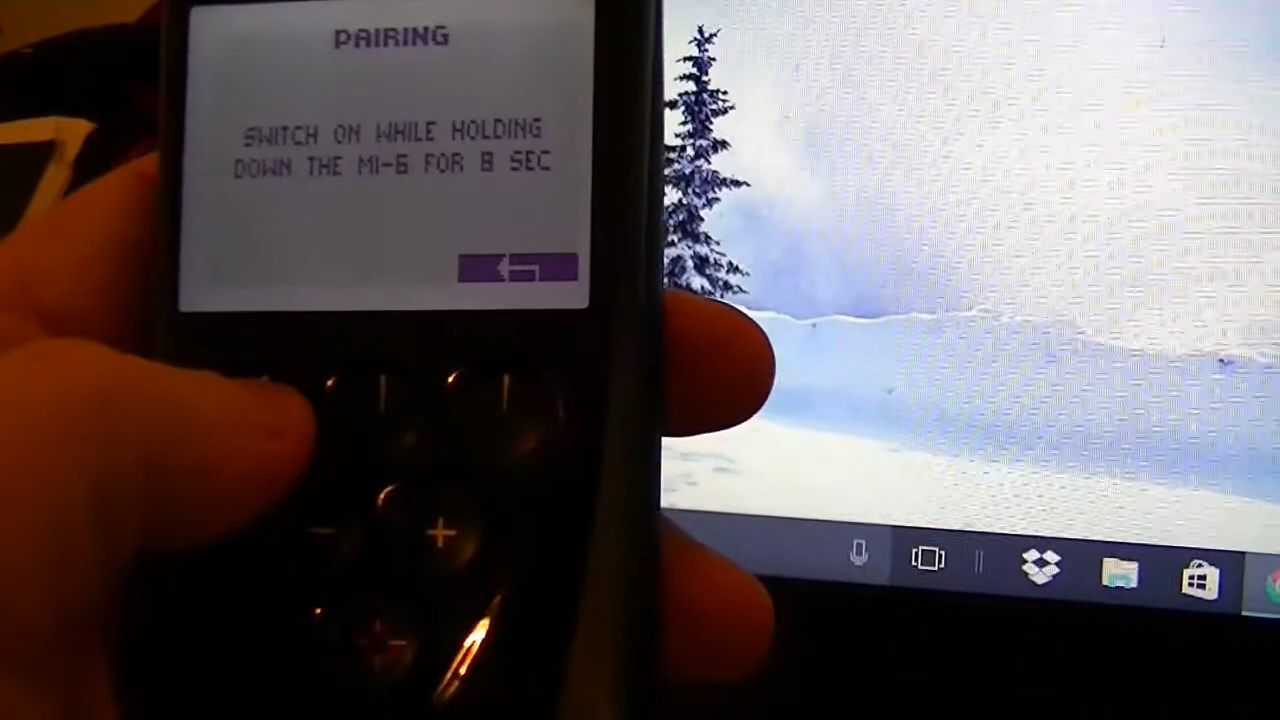 PAIRING
SWITCH ON WHILE HOLDING
DOWN THE MI-6 FOR 8 SEC
- +